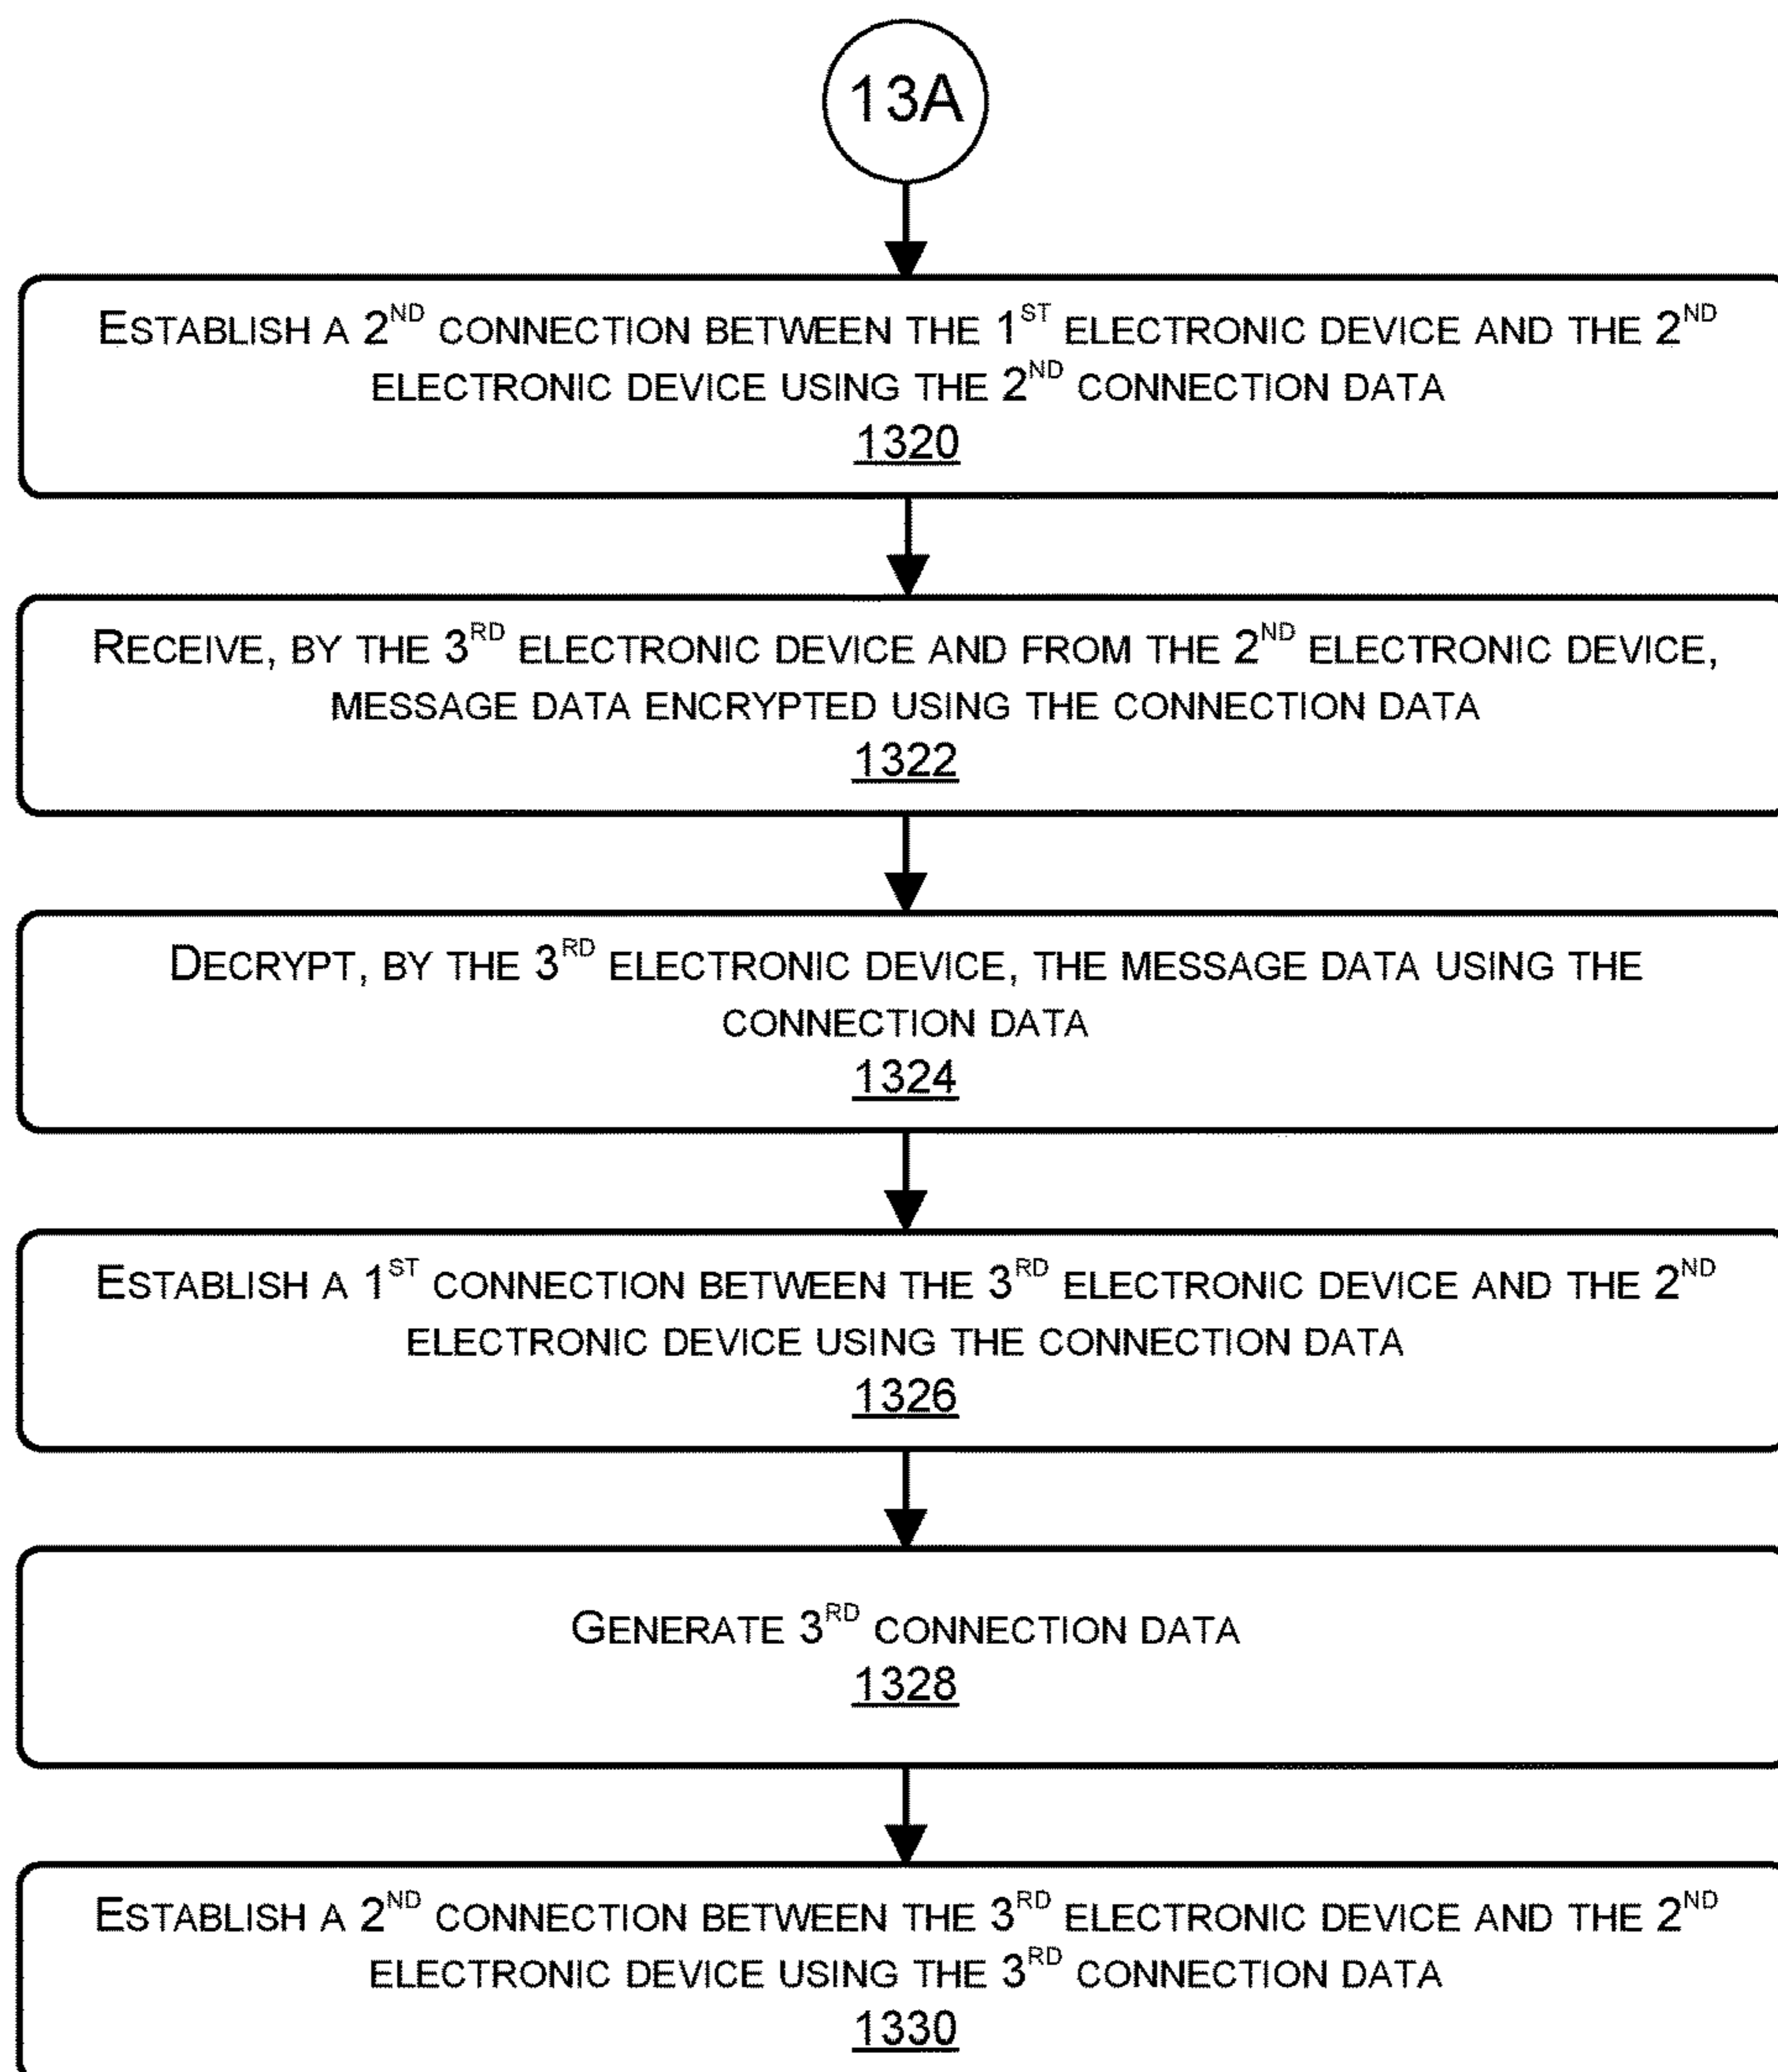 13A
ESTABLISH A 2ND CONNECTION BETWEEN THE 1ST ELECTRONIC DEVICE AND THE 2ND
ELECTRONIC DEVICE USING THE 2ND CONNECTION DATA
1320
RECEIVE, BY THE 3RD ELECTRONIC DEVICE AND FROM THE 2ND ELECTRONIC DEVICE,
MESSAGE DATA ENCRYPTED USING THE CONNECTION DATA
1322
DECRYPT, BY THE 3RD ELECTRONIC DEVICE, THE MESSAGE DATA USING THE
CONNECTION DATA
1324
ESTABLISH A 1ST CONNECTION BETWEEN THE 3RD ELECTRONIC DEVICE AND THE 2ND
ELECTRONIC DEVICE USING THE CONNECTION DATA
1326
GENERATE 3RD CONNECTION DATA
1328
ESTABLISH A 2ND CONNECTION BETWEEN THE 3RD ELECTRONIC DEVICE AND THE 2ND
ELECTRONIC DEVICE USING THE 3RD CONNECTION DATA
1330